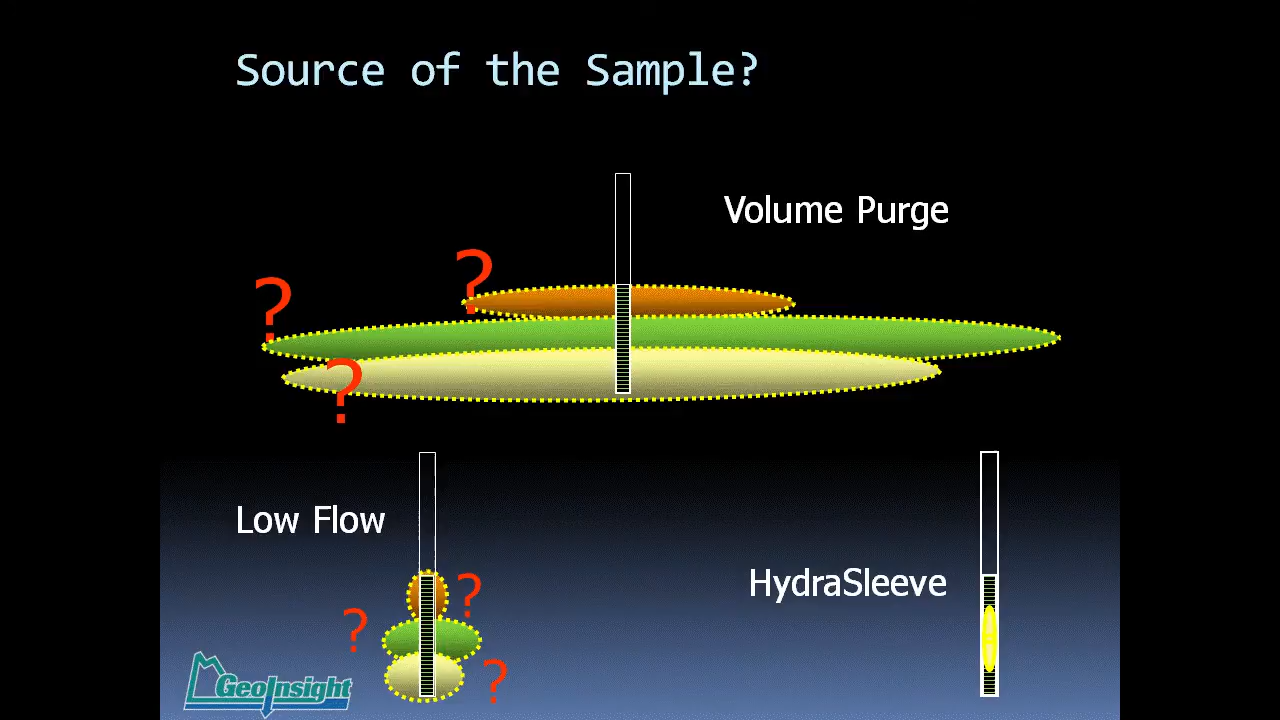 Source of the Sample?
Volume Purge
?
?
?
Low Flow
HydraSleeve
?
?
?
GeoInsight